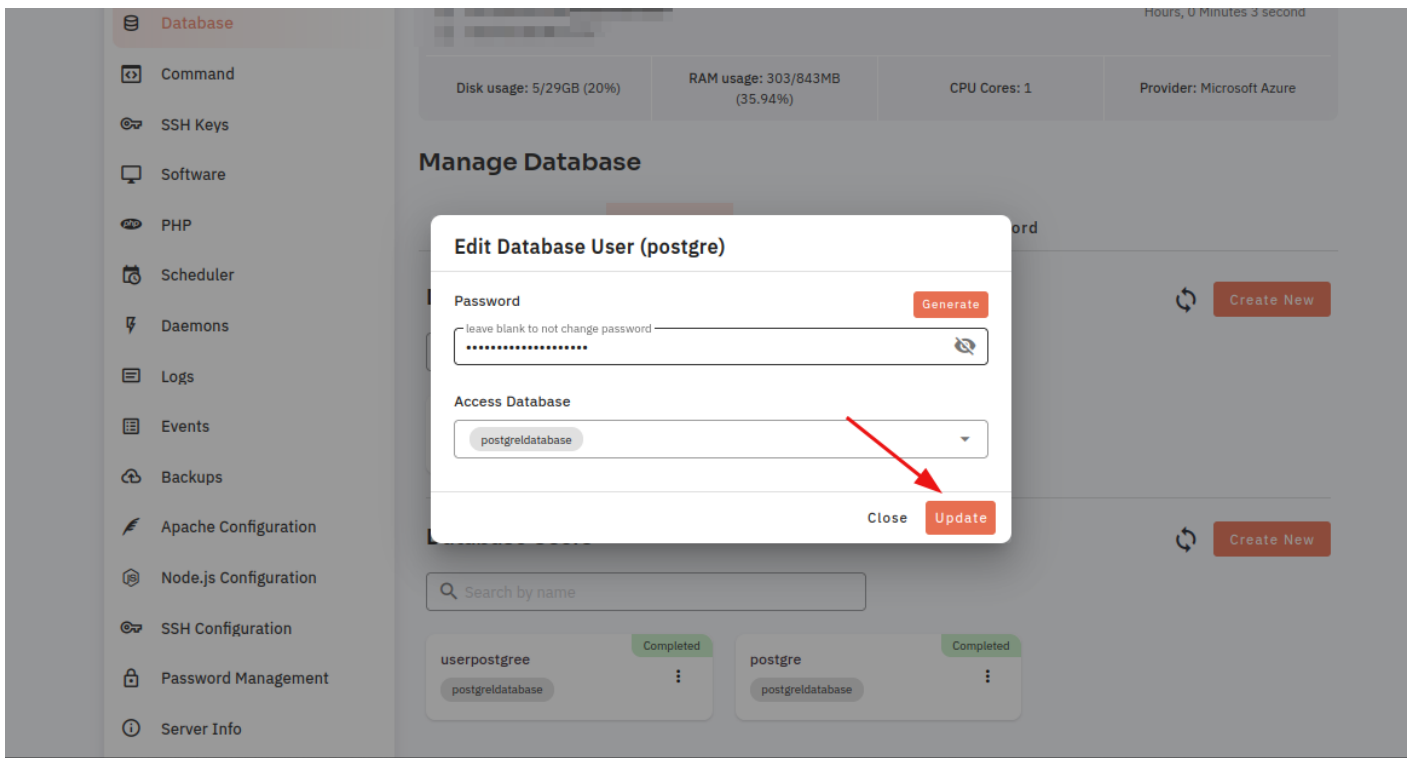 Database
Command
SSH Keys
Software
PHP
Scheduler
Daemons
Logs
Events
Backups
Apache Configuration
Node.js Configuration
SSH Configuration
Password Management
Server Info
Hours, 0 Minutes 3 second
Disk usage: 5/29GB (20%)
RAM usage: 303/843MB
(35.94%)
CPU Cores: 1
Provider: Microsoft Azure
Manage Database
ord
Create New
Edit Database User (postgre)
Password
Generate
leave blank to not change password
Access Database
postgreldatabase
Close
Update
Create New
Search by name
userpostgree
Completed
postgreldatabase
postgre
Completed
postgreldatabase